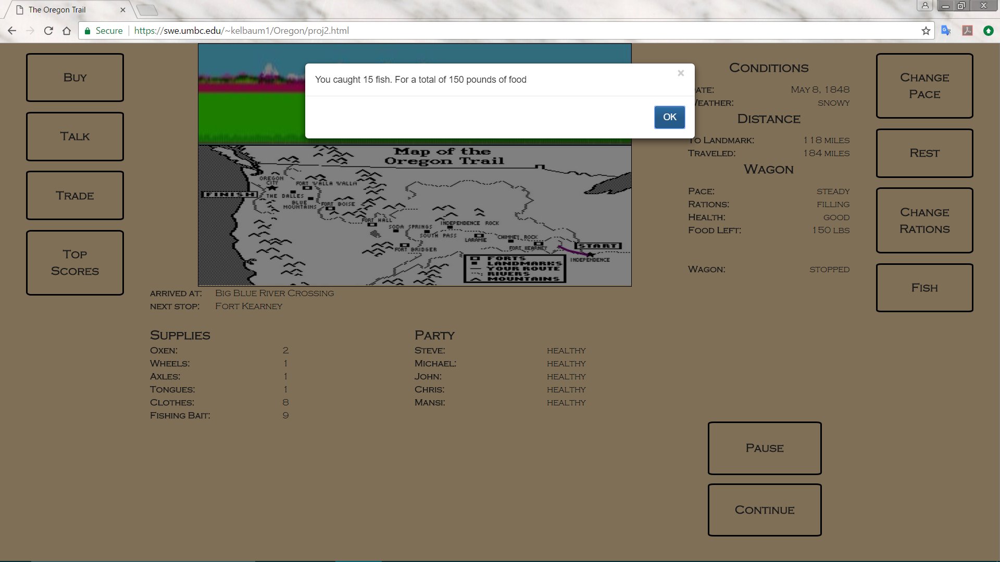 The Oregon Trail
Secure
https://swe.umbc.edu/~kelbaum1/Oregon/proj2.html
Buy
Talk
Trade
Top
Scores
You caught 15 fish. For a total of 150 pounds of food
×
OK
Map of the
Oregon Trail
OREGON
CITY
FORT WALLA WALLA
FINISH
THE DALLES
BLUE
MOUNTAINS
FORT BOISE
FORT HALL
SODA SPRINGS
INDEPENDENCE ROCK
SOUTH PASS
LARAMIE
CHIMNEY ROCK
FORT KEARNEY
START
INDEPENDENCE
FORT BRIDGER
FORTS
LANDMARKS
YOUR ROUTE
RIVERS
MOUNTAINS
arrived at: Big Blue River Crossing
next stop: Fort Kearney
Supplies
Oxen: 2
Wheels: 1
Axles: 1
Tongues: 1
Clothes: 8
Fishing Bait: 9
Party
Steve: healthy
Michael: healthy
John: healthy
Chris: healthy
Mansi: healthy
Conditions
ate: May 8, 1848
eather: snowy
Distance
To Landmark: 118 miles
Traveled: 184 miles
Wagon
Pace: steady
Rations: filling
Health: good
Food Left: 150 lbs
Wagon: stopped
Change
Pace
Rest
Change
Rations
Fish
Pause
Continue